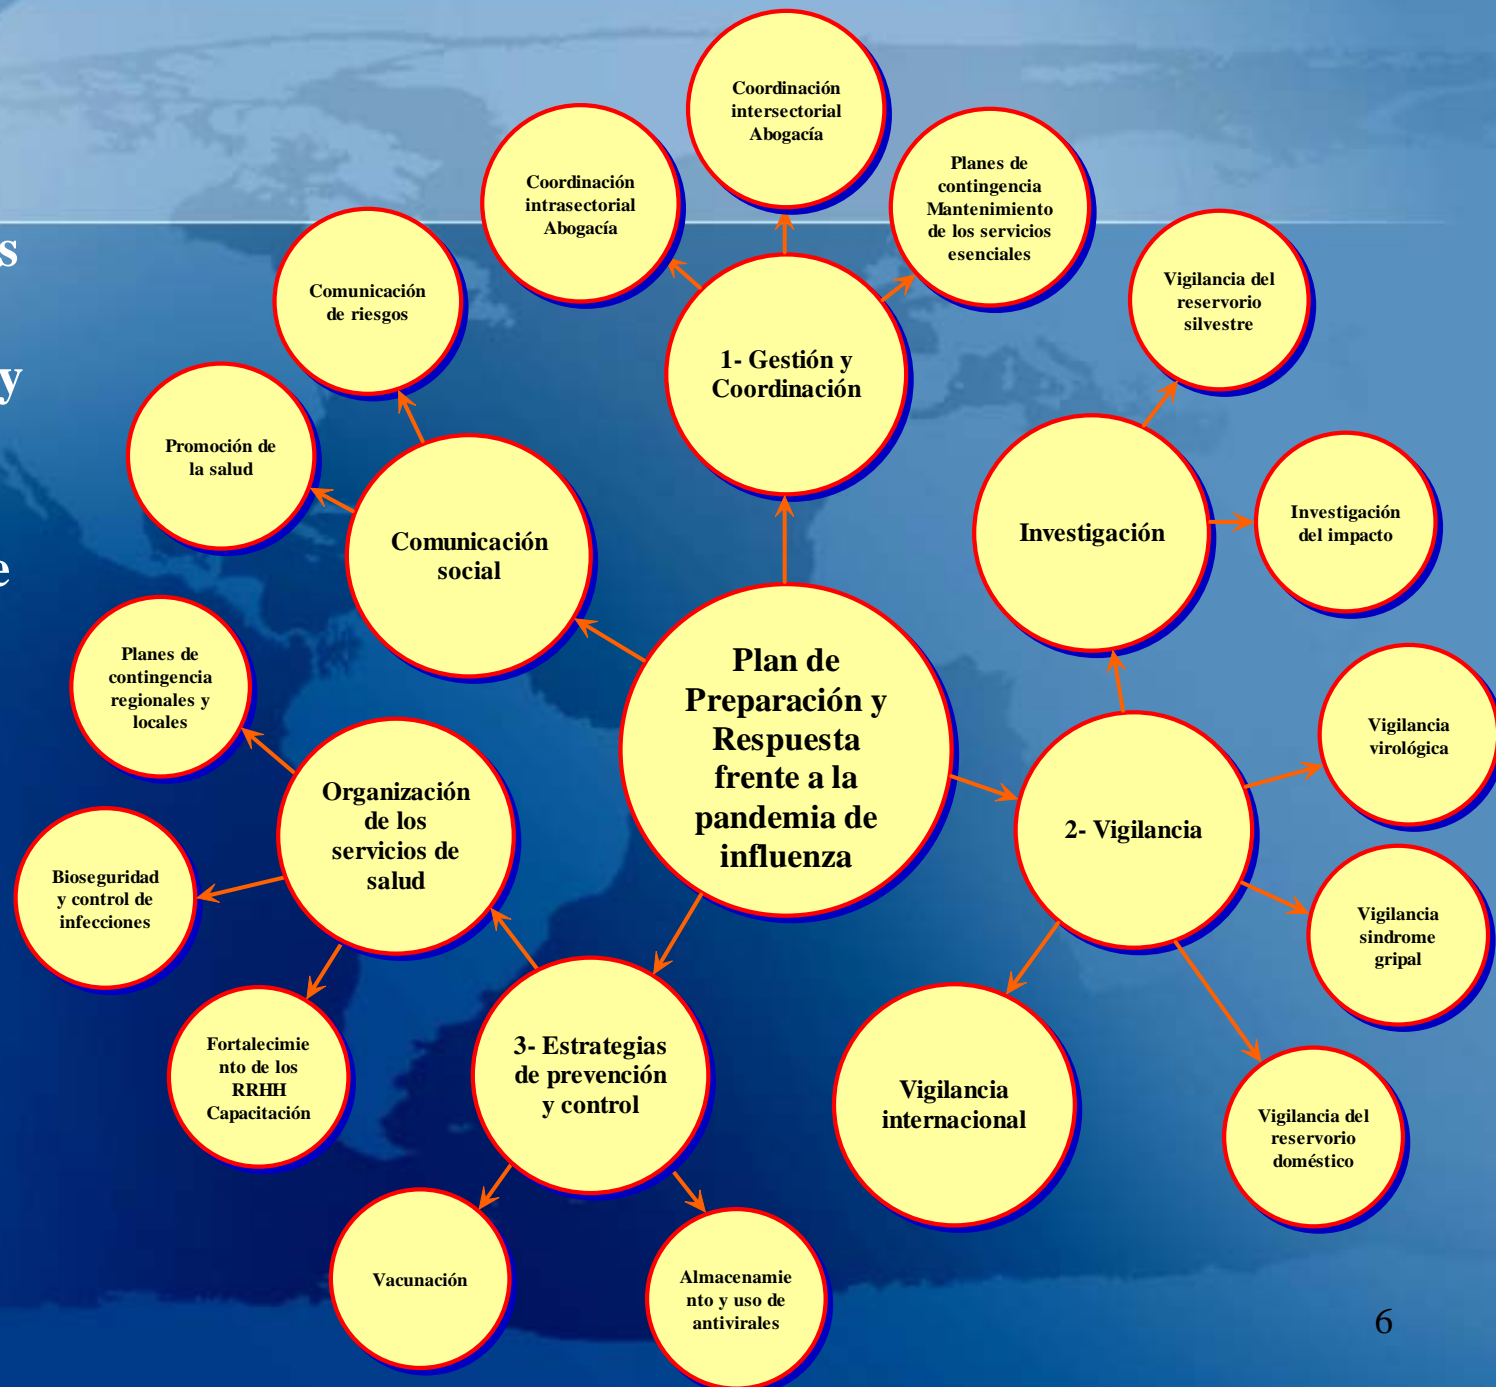 Coordinación
intersectorial
Abogacía
Coordinación
intrasectorial
Abogacía
Planes de
contingencia
Mantenimiento
de los servicios
esenciales
Comunicación
de riesgos
Vigilancia del
reservorio
silvestre
1- Gestión y
Coordinación
s
y
e
Promoción de
la salud
Comunicación
social
Investigación
Investigación
del impacto
Planes de
contingencia
regionales y
locales
Plan de
Preparación y
Respuesta
frente a la
pandemia de
influenza
Vigilancia
virológica
Organización
de los
servicios de
salud
2- Vigilancia
Bioseguridad
y control de
infecciones
Vigilancia
sindrome
gripal
Fortalecimie
nto de los
RRHH
Capacitación
3- Estrategias
de prevención
y control
Vigilancia
internacional
Vigilancia del
reservorio
doméstico
Vacunación
Almacenamie
nto y uso de
antivirales
6